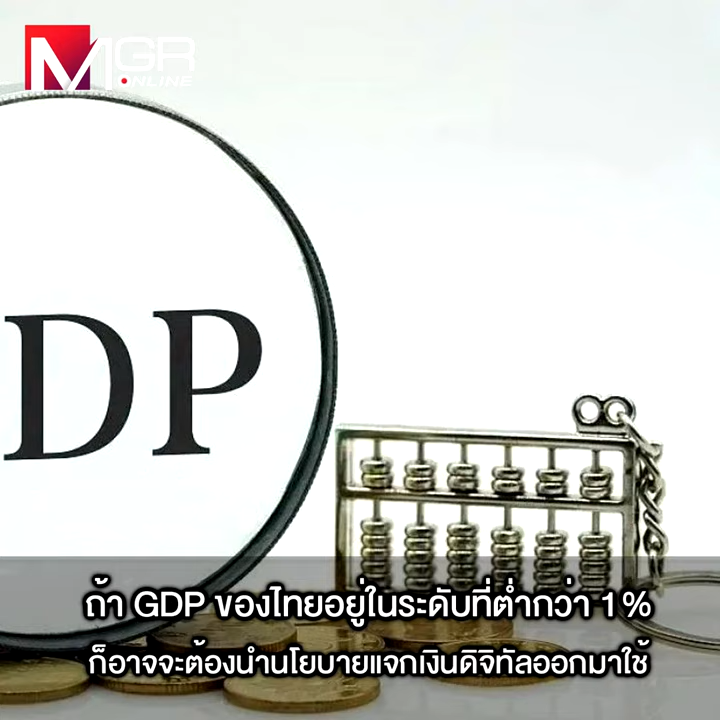 MGR
ONLINE
DP
ถ้า GDP ของไทยอยู่ในระดับที่ต่ำกว่า 1%
ก็อาจจะต้องนำนโยบายแจกเงินดิจิทัลออกมาใช้